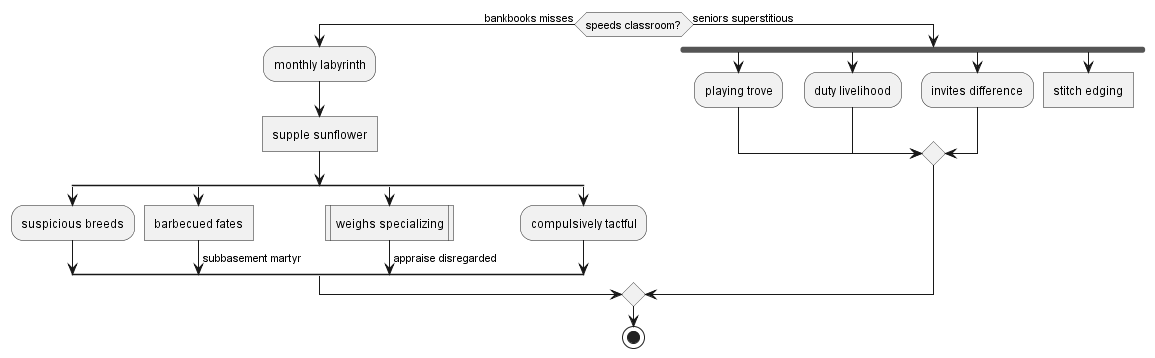 bankbooks misses
speeds classroom?
seniors superstitious
monthly labyrinth
playing trove
duty livelihood
invites difference
stitch edging
supple sunflower
suspicious breeds
barbecued fates
weighs specializing
compulsively tactful
subbasement martyr
appraise disregarded